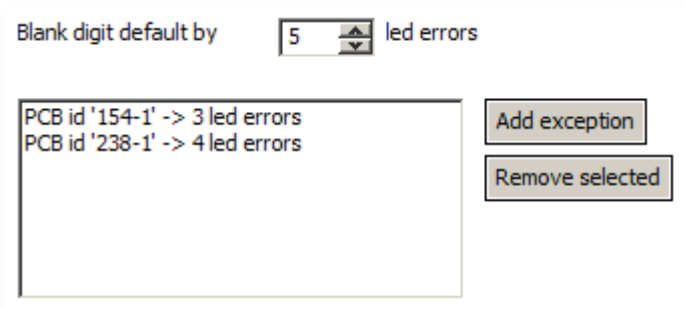 Blank digit default by 5 led errors
PCB id '154-1' -> 3 led errors
PCB id '238-1' -> 4 led errors
Add exception
Remove selected